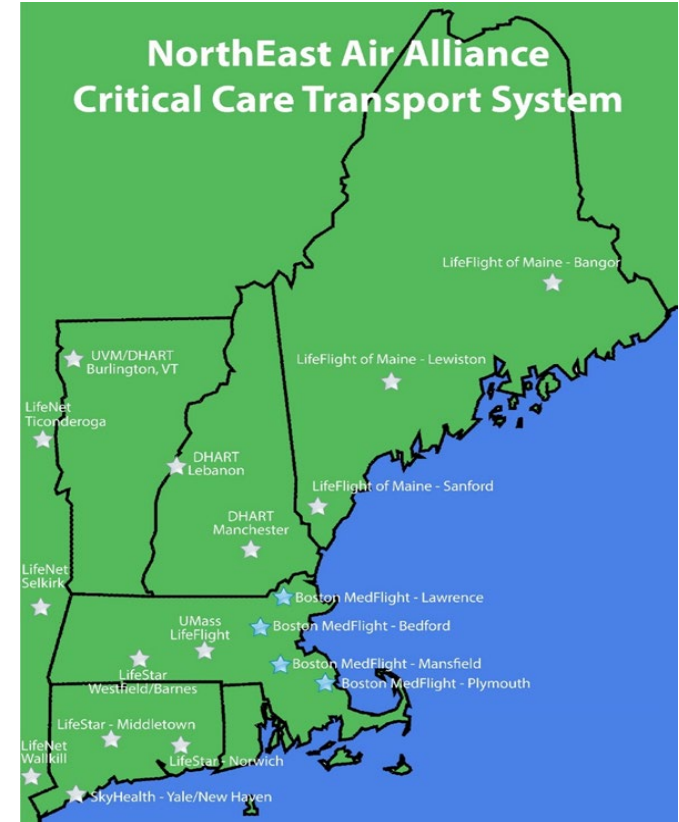 NorthEast Air Alliance
Critical Care Transport System
LifeFlight of Maine - Bangor
UVM/DHART
Burlington, VT
LifeFlight of Maine - Lewiston
LifeNet
Ticonderoga
DHART
Lebanon
LifeFlight of Maine - Sanford
DHART
Manchester
LifeNet
Selkirk
Boston MedFlight - Lawrence
UMass
LifeFlight
Boston MedFlight - Bedford
Boston MedFlight - Mansfield
LifeStar
Westfield/Barnes
Boston MedFlight - Plymouth
LifeStar - Middletown
LifeNet
Wallkill
LifeStar - Norwich
SkyHealth - Yale/New Haven